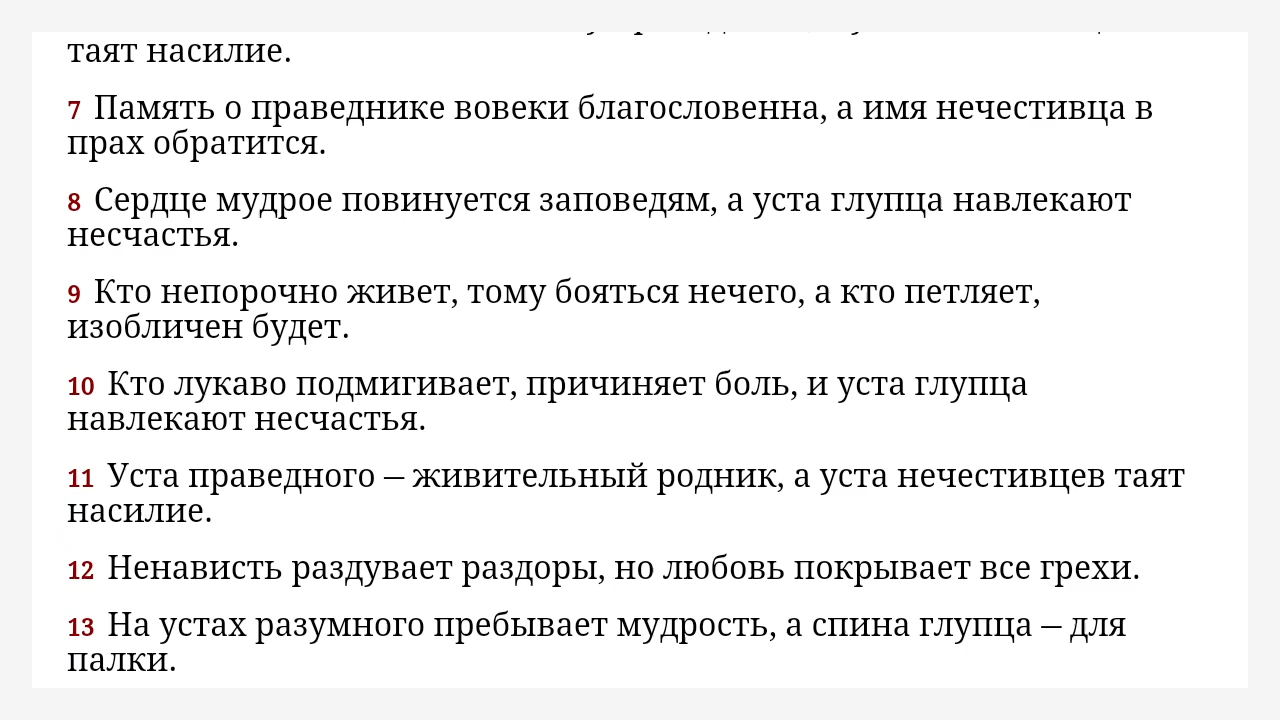 таят насилие.
7 Память о праведнике вовеки благословенна, а имя нечестивца в
прах обратится.
8 Сердце мудрое повинуется заповедям, а уста глупца навлекают
несчастья.
9 Кто непорочно живет, тому бояться нечего, а кто петляет,
изобличен будет.
10 Кто лукаво подмигивает, причиняет боль, и уста глупца
навлекают несчастья.
11 Уста праведного – живительный родник, а уста нечестивцев таят
насилие.
12 Ненависть раздувает раздоры, но любовь покрывает все грехи.
13 На устах разумного пребывает мудрость, а спина глупца – для
палки.